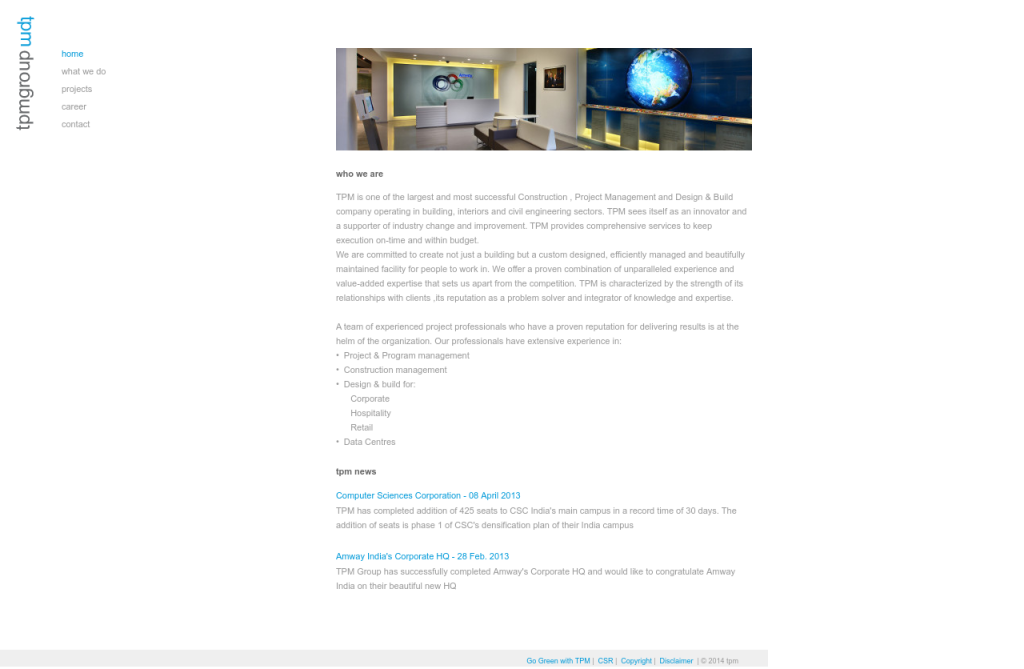 tpm tpmgroup
home
what we do
projects
career
contact
who we are
TPM is one of the largest and most successful Construction , Project Management and Design & Build
company operating in building, interiors and civil engineering sectors. TPM sees itself as an innovator and
a supporter of industry change and improvement. TPM provides comprehensive services to keep
execution on-time and within budget.
We are committed to create not just a building but a custom designed, efficiently managed and beautifully
maintained facility for people to work in. We offer a proven combination of unparalleled experience and
value-added expertise that sets us apart from the competition. TPM is characterized by the strength of its
relationships with clients ,its reputation as a problem solver and integrator of knowledge and expertise.
A team of experienced project professionals who have a proven reputation for delivering results is at the
helm of the organization. Our professionals have extensive experience in:
• Project & Program management
• Construction management
• Design & build for:
Corporate
Hospitality
Retail
• Data Centres
tpm news
Computer Sciences Corporation - 08 April 2013
TPM has completed addition of 425 seats to CSC India's main campus in a record time of 30 days. The
addition of seats is phase 1 of CSC's densification plan of their India campus
Amway India's Corporate HQ - 28 Feb. 2013
TPM Group has successfully completed Amway's Corporate HQ and would like to congratulate Amway
India on their beautiful new HQ
Go Green with TPM | CSR | Copyright | Disclaimer | © 2014 tpm